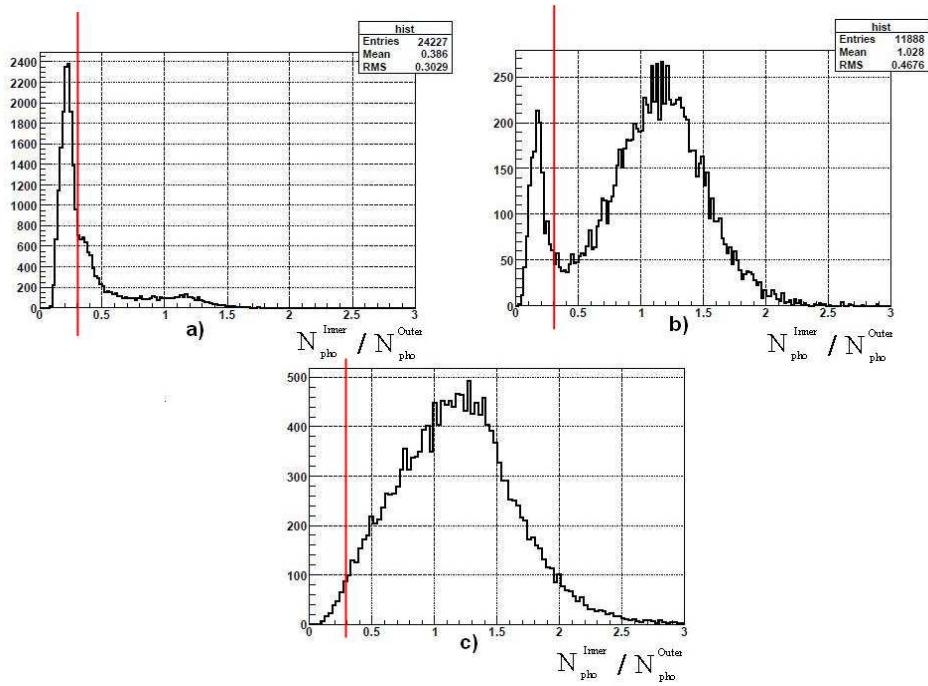 hist
Entries 24227
Mean 0.386
RMS 0.3029
2400
2200
2000
1800
1600
1400
1200
1000
800
600
400
200
0
0 0.5 1 1.5 2 2.5 3
a)
N pho Inner / N pho Outer
hist
Entries 11888
Mean 1.028
RMS 0.4676
250
200
150
100
50
0
0 0.5 1 1.5 2 2.5 3
b)
N pho Inner / N pho Outer
500
400
300
200
100
0
0 0.5 1 1.5 2 2.5 3
c)
N pho Inner / N pho Outer